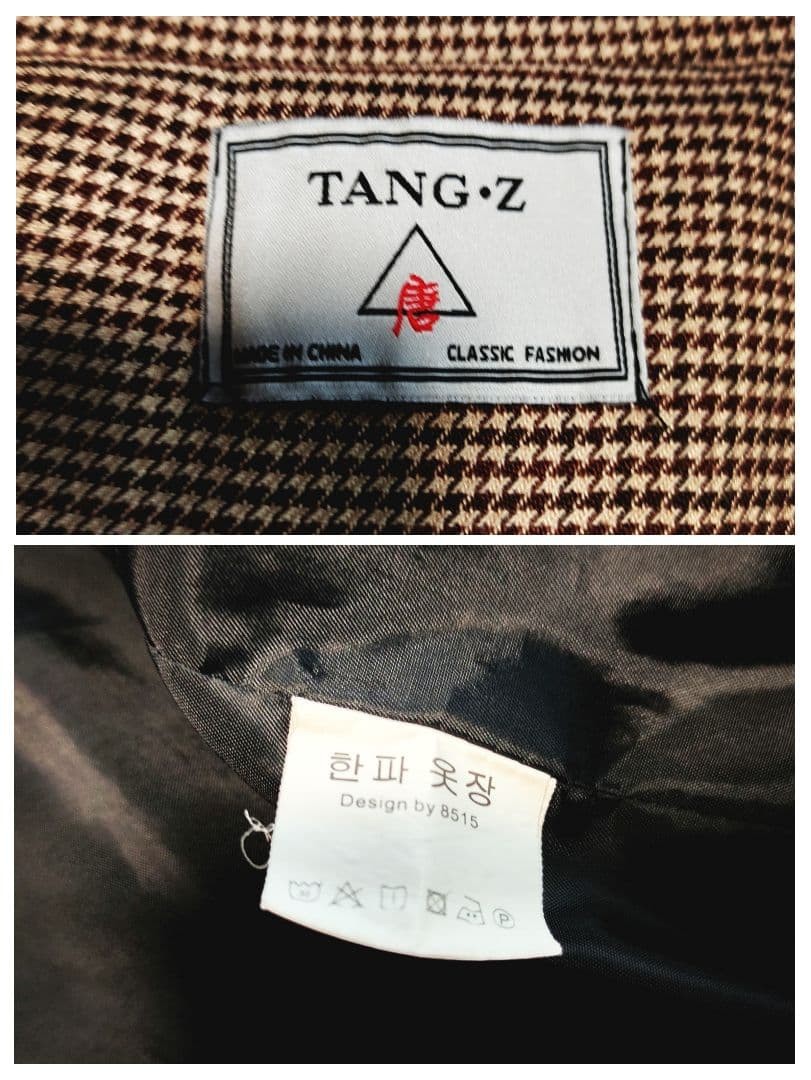 TANG·Z
唐
MADE IN CHINA
CLASSIC FASHION
한파 옷장
Design by 8515
P